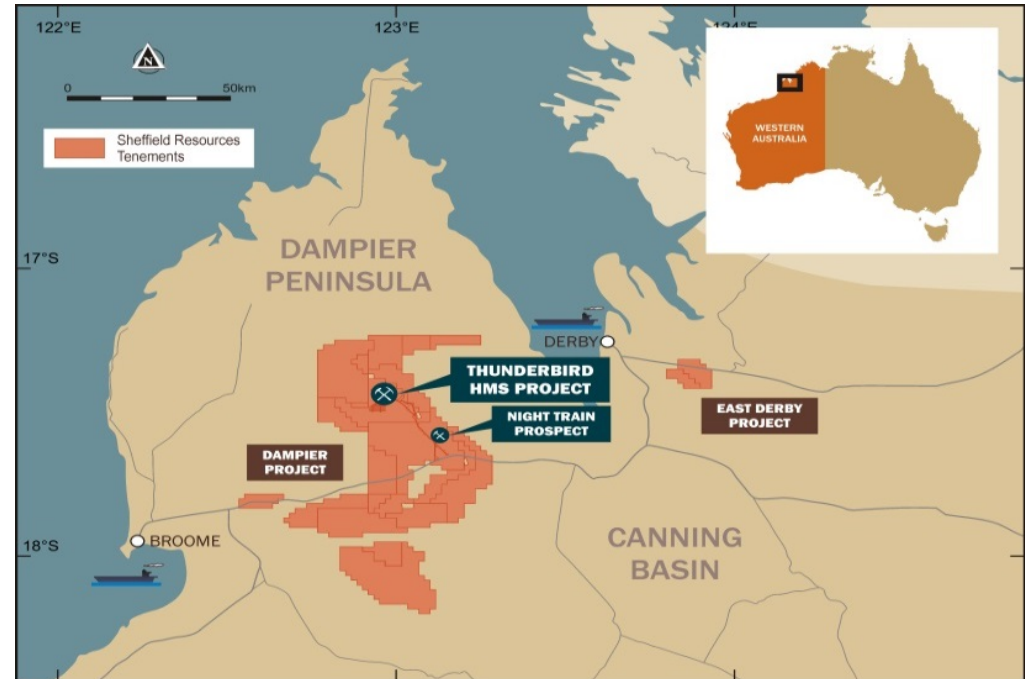 122°E
123°E
124°E
N
0
50km
Sheffield Resources
Tenements
WESTERN
AUSTRALIA
17°S
DAMPIER
PENINSULA
DERBY
THUNDERBIRD
HMS PROJECT
NIGHT TRAIN
PROSPECT
EAST DERBY
PROJECT
DAMPIER
PROJECT
18°S
BROOME
CANNING
BASIN